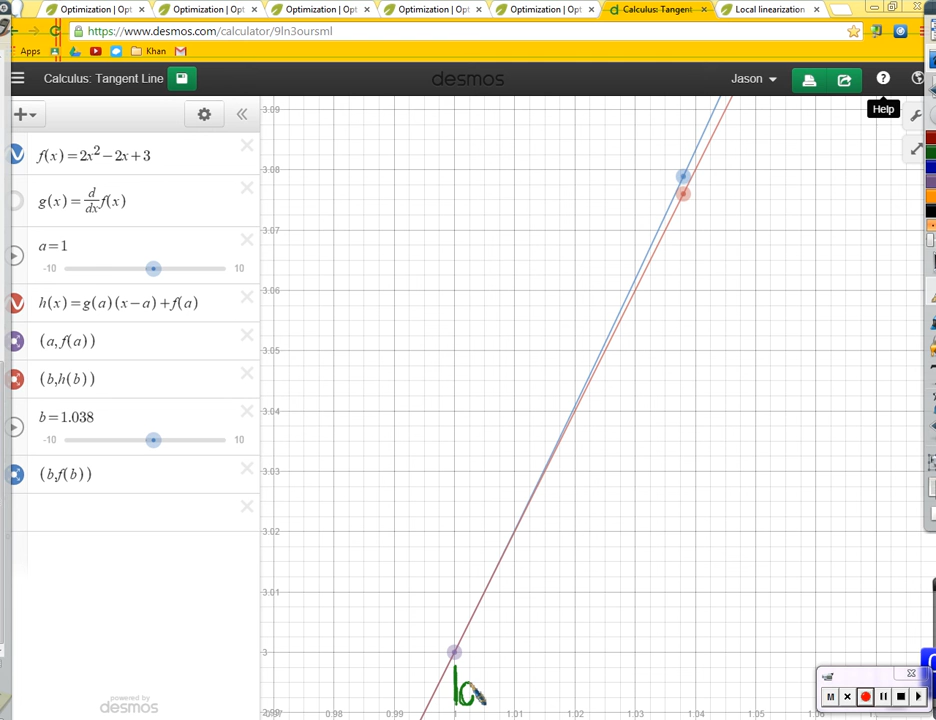 Optimization | Opt
Optimization | Opt
Optimization | Opt
Optimization | Opt
Optimization | Opt
Calculus: Tangent
Local linearization
https://www.desmos.com/calculator/9ln3oursml
Apps
Khan
Calculus: Tangent Line
desmos
Jason
Help
f(x)=2x²−2x+3
g(x)=d/dx f(x)
a=1
-10
10
h(x)=g(a)(x−a)+f(a)
(a,f(a))
(b,h(b))
b=1.038
-10
10
(b,f(b))
powered by
desmos
3.09
3.08
3.07
3.06
3.05
3.04
3.03
3.02
3.01
3
0.98
0.99
1
1.01
1.02
1.03
1.04
1.05
1.06
M